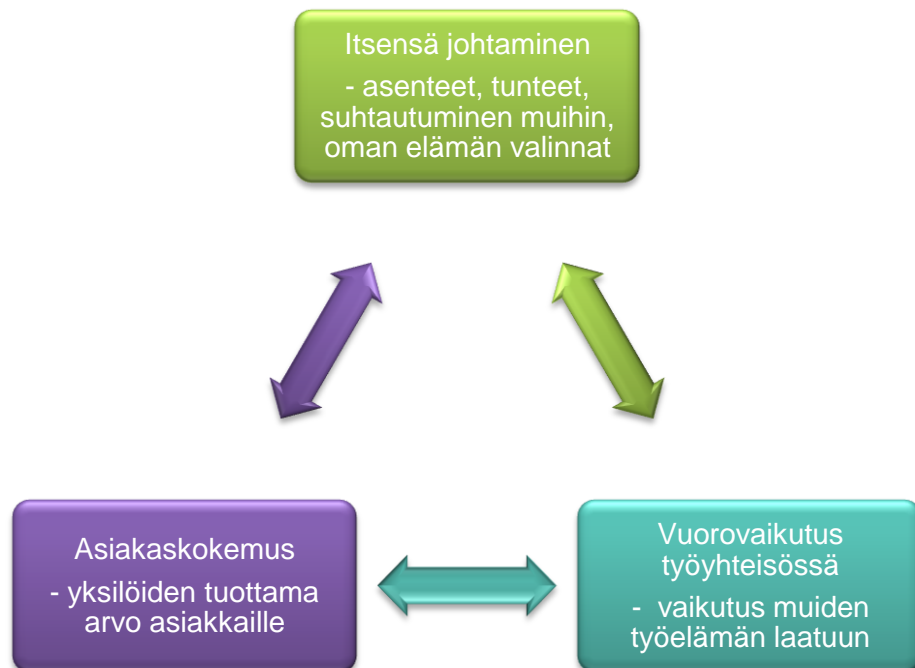 Itsensä johtaminen
- asenteet, tunteet,
suhtautuminen muihin,
oman elämän valinnat
Asiakaskokemus
- yksilöiden tuottama
arvo asiakkaille
Vuorovaikutus
työyhteisössä
- vaikutus muiden
työelämän laatuun